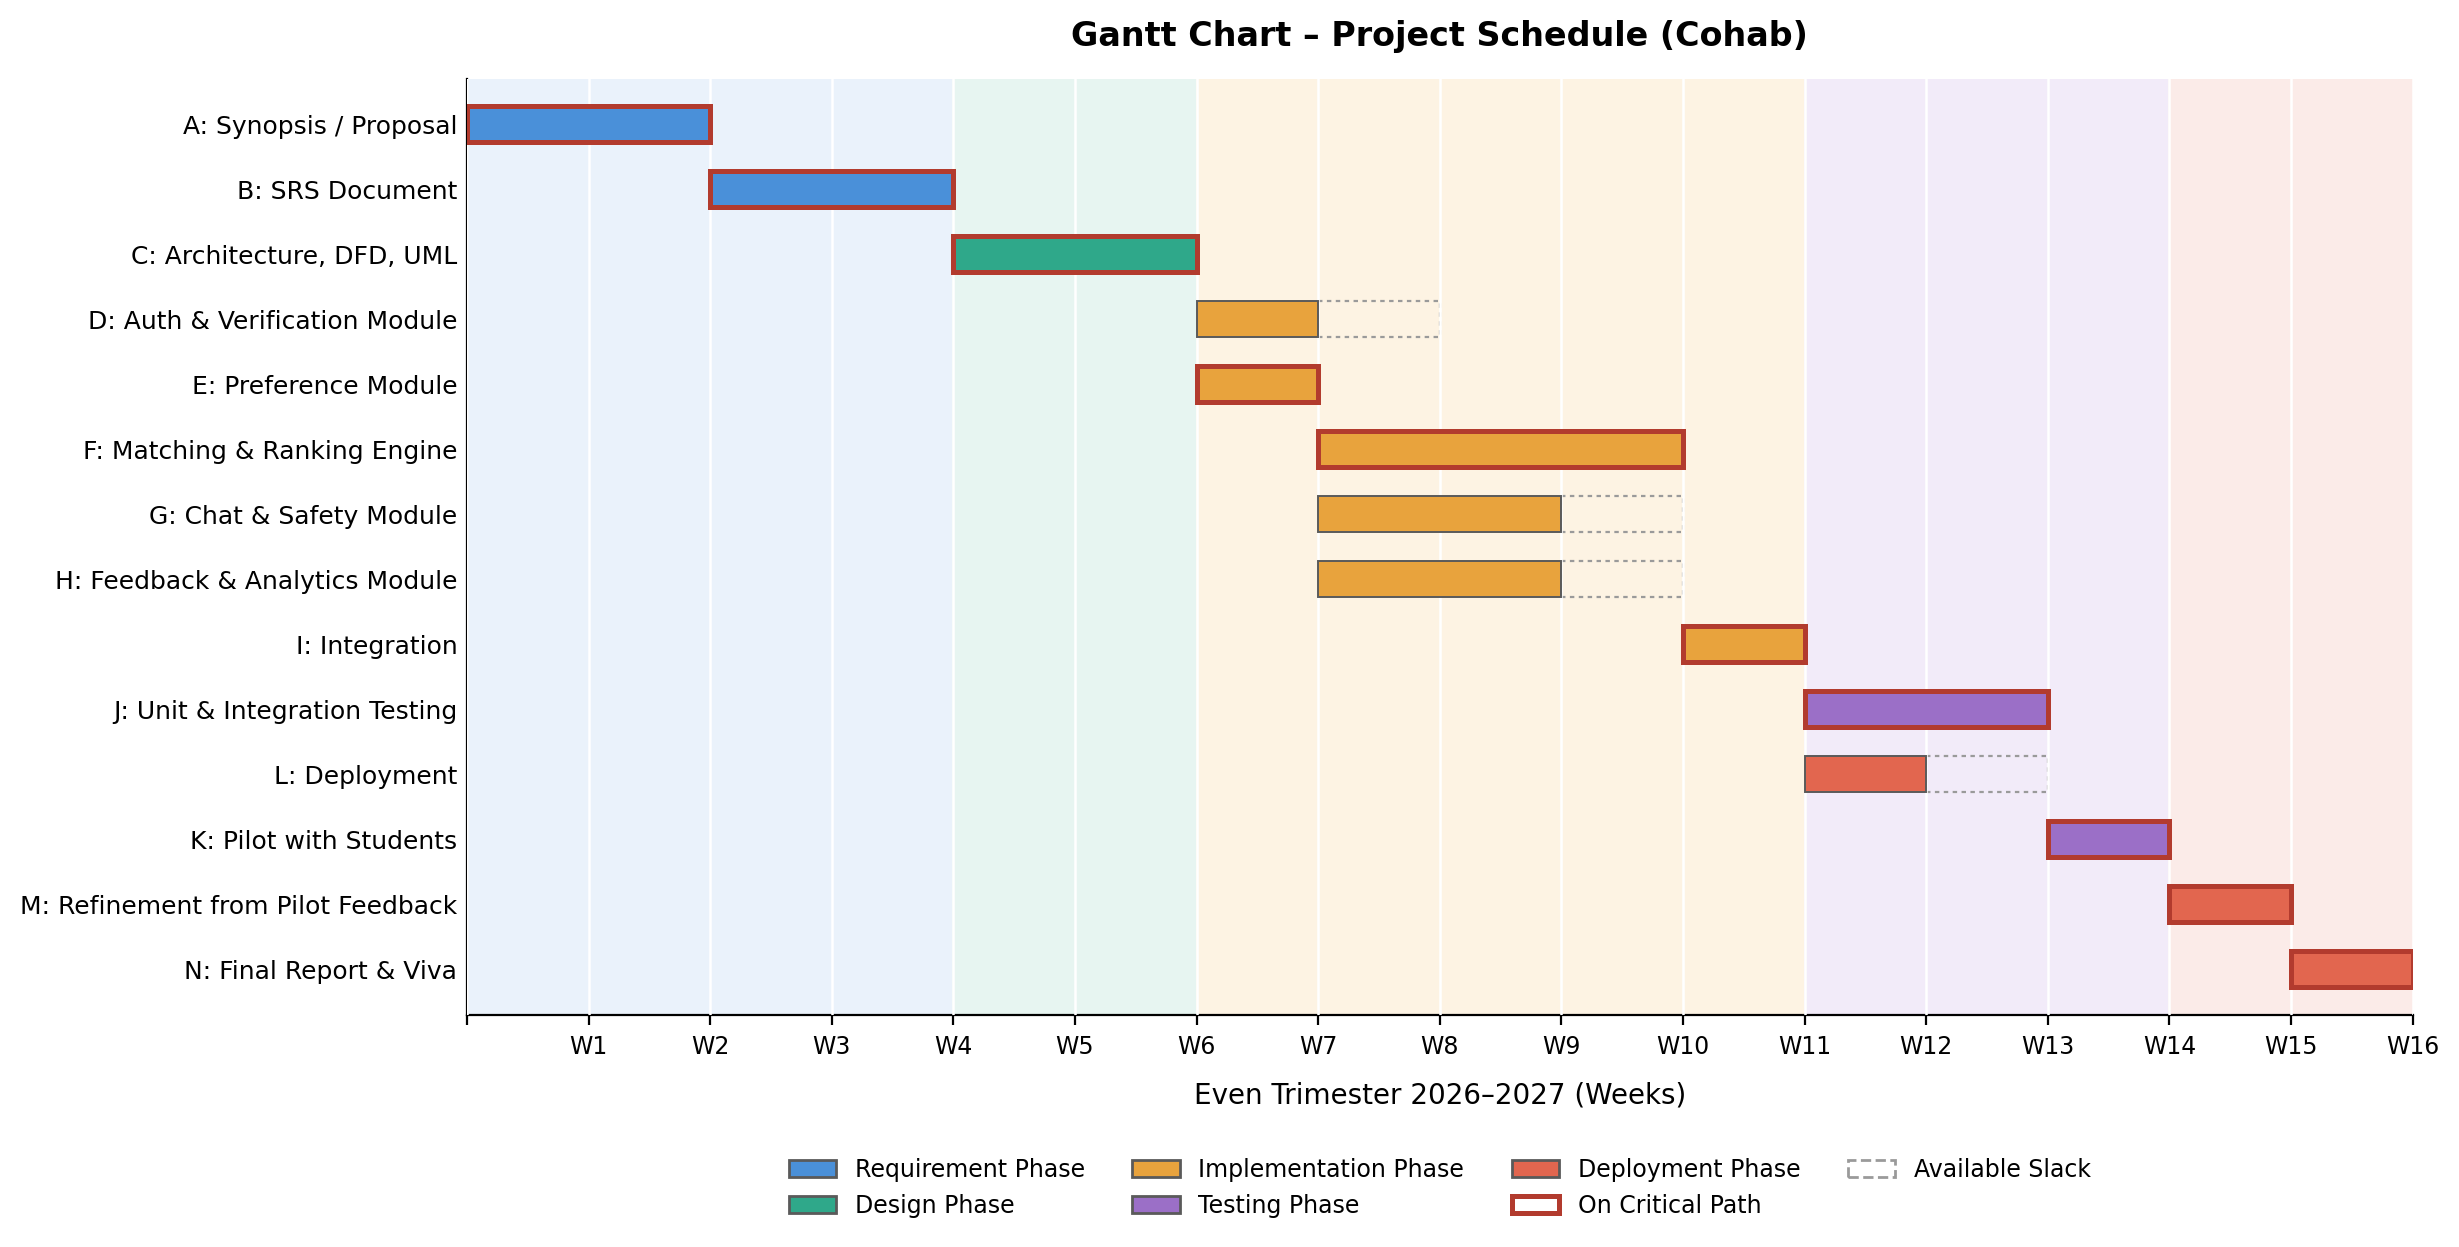 Gantt Chart – Project Schedule (Cohab)
A: Synopsis / Proposal
B: SRS Document
C: Architecture, DFD, UML
D: Auth & Verification Module
E: Preference Module
F: Matching & Ranking Engine
G: Chat & Safety Module
H: Feedback & Analytics Module
I: Integration
J: Unit & Integration Testing
L: Deployment
K: Pilot with Students
M: Refinement from Pilot Feedback
N: Final Report & Viva
W1 W2 W3 W4 W5 W6 W7 W8 W9 W10 W11 W12 W13 W14 W15 W16
Even Trimester 2026–2027 (Weeks)
Requirement Phase Implementation Phase Deployment Phase Available Slack
Design Phase Testing Phase On Critical Path